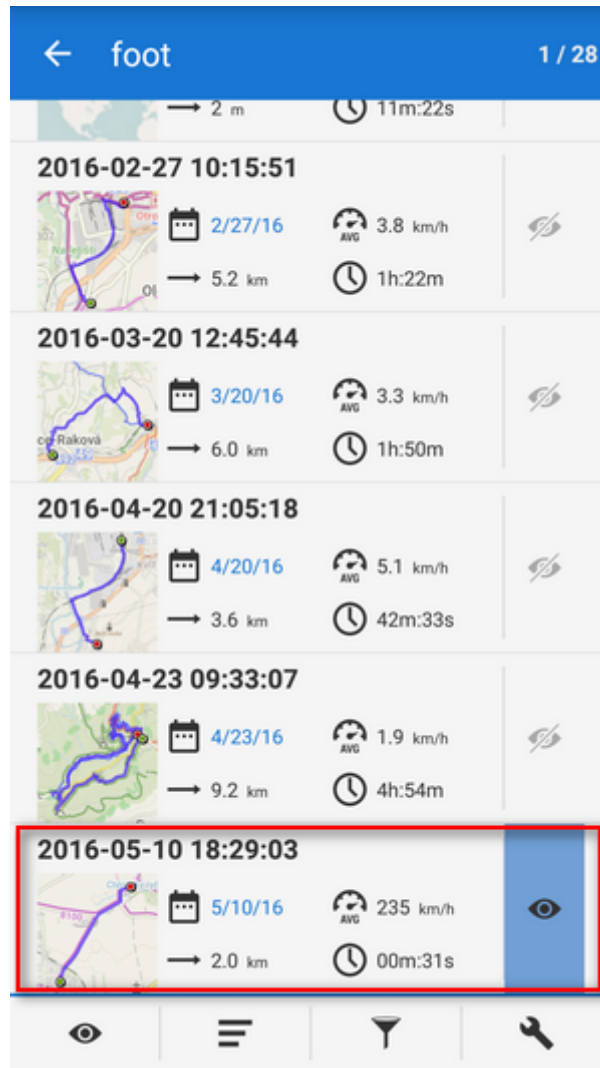 foot 1 / 28
2 m 11m:22s
2016-02-27 10:15:51
2/27/16 AVG 3.8 km/h
5.2 km 1h:22m
2016-03-20 12:45:44
3/20/16 AVG 3.3 km/h
ce-Raková
6.0 km 1h:50m
2016-04-20 21:05:18
4/20/16 AVG 5.1 km/h
3.6 km 42m:33s
2016-04-23 09:33:07
4/23/16 AVG 1.9 km/h
9.2 km 4h:54m
2016-05-10 18:29:03
5/10/16 AVG 235 km/h
2.0 km 00m:31s